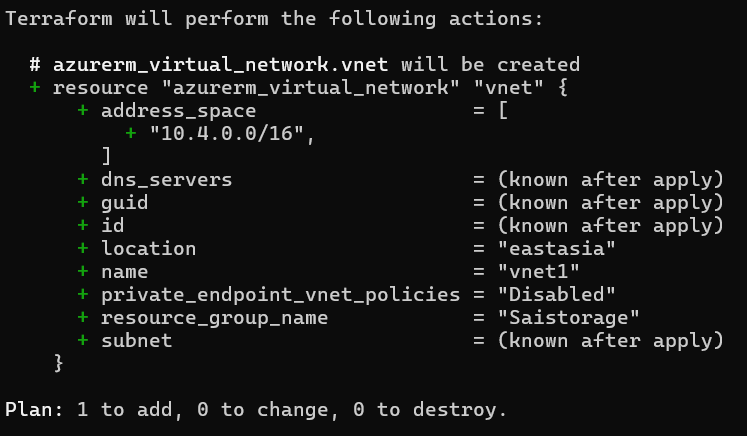 Terraform will perform the following actions:

  # azurerm_virtual_network.vnet will be created
  + resource "azurerm_virtual_network" "vnet" {
      + address_space                  = [
          + "10.4.0.0/16",
        ]
      + dns_servers                    = (known after apply)
      + guid                           = (known after apply)
      + id                             = (known after apply)
      + location                       = "eastasia"
      + name                           = "vnet1"
      + private_endpoint_vnet_policies = "Disabled"
      + resource_group_name            = "Saistorage"
      + subnet                         = (known after apply)
    }

Plan: 1 to add, 0 to change, 0 to destroy.